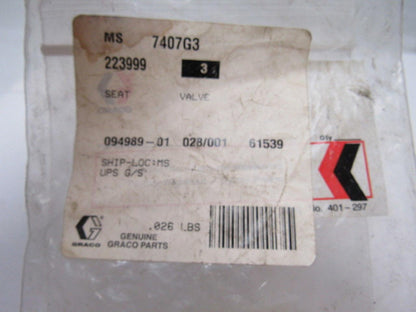 MS 7407G3
223999 3
SEAT VALVE
094989-01 028/001 61539
SHIP-LOC:MS
UPS G/S
.026 LBS
GRACO
GENUINE
GRACO PARTS
No. 401-297